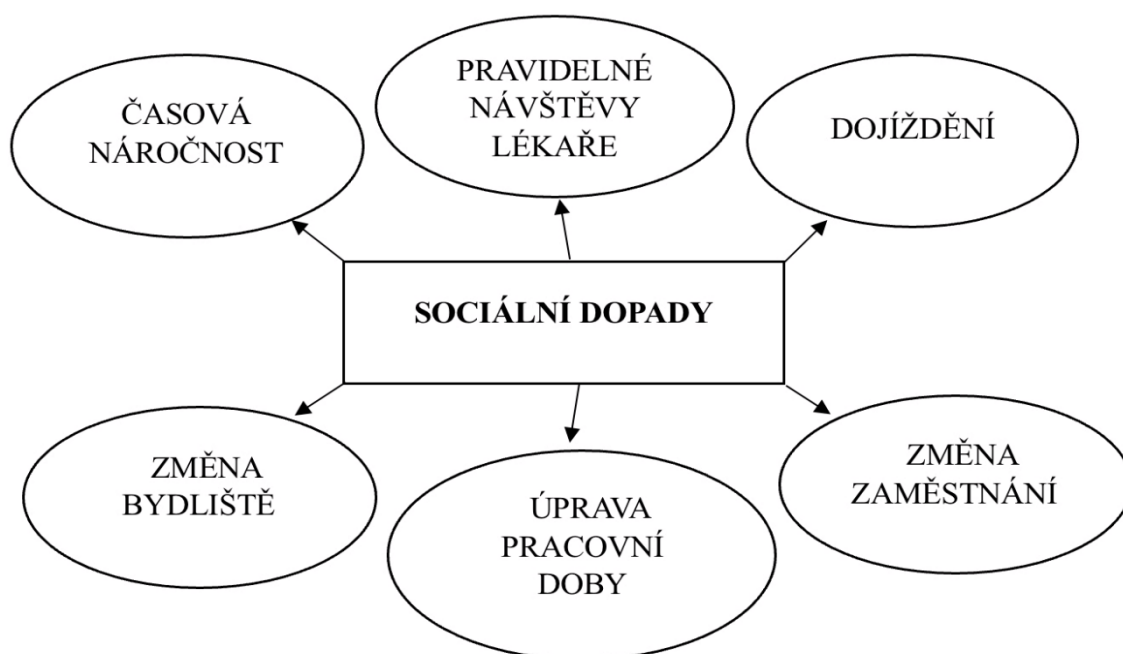 ČASOVÁ
NÁROČNOST
PRAVIDELNÉ
NÁVŠTĚVY
LÉKAŘE
DOJÍŽDĚNÍ
SOCIÁLNÍ DOPADY
ZMĚNA
BYDLIŠTĚ
ÚPRAVA
PRACOVNÍ
DOBY
ZMĚNA
ZAMĚSTNÁNÍ